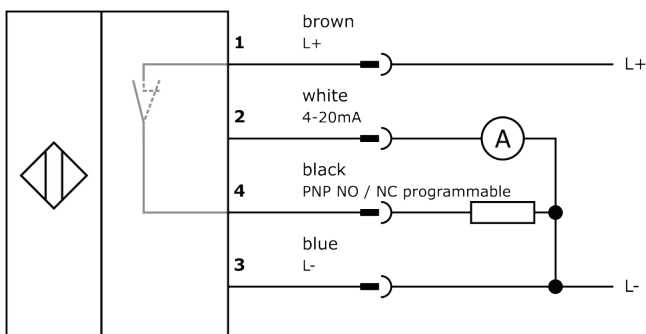 brown
1
L+
L+
white
2
4-20mA
A
black
4
PNP NO / NC programmable
blue
3
L-
L-